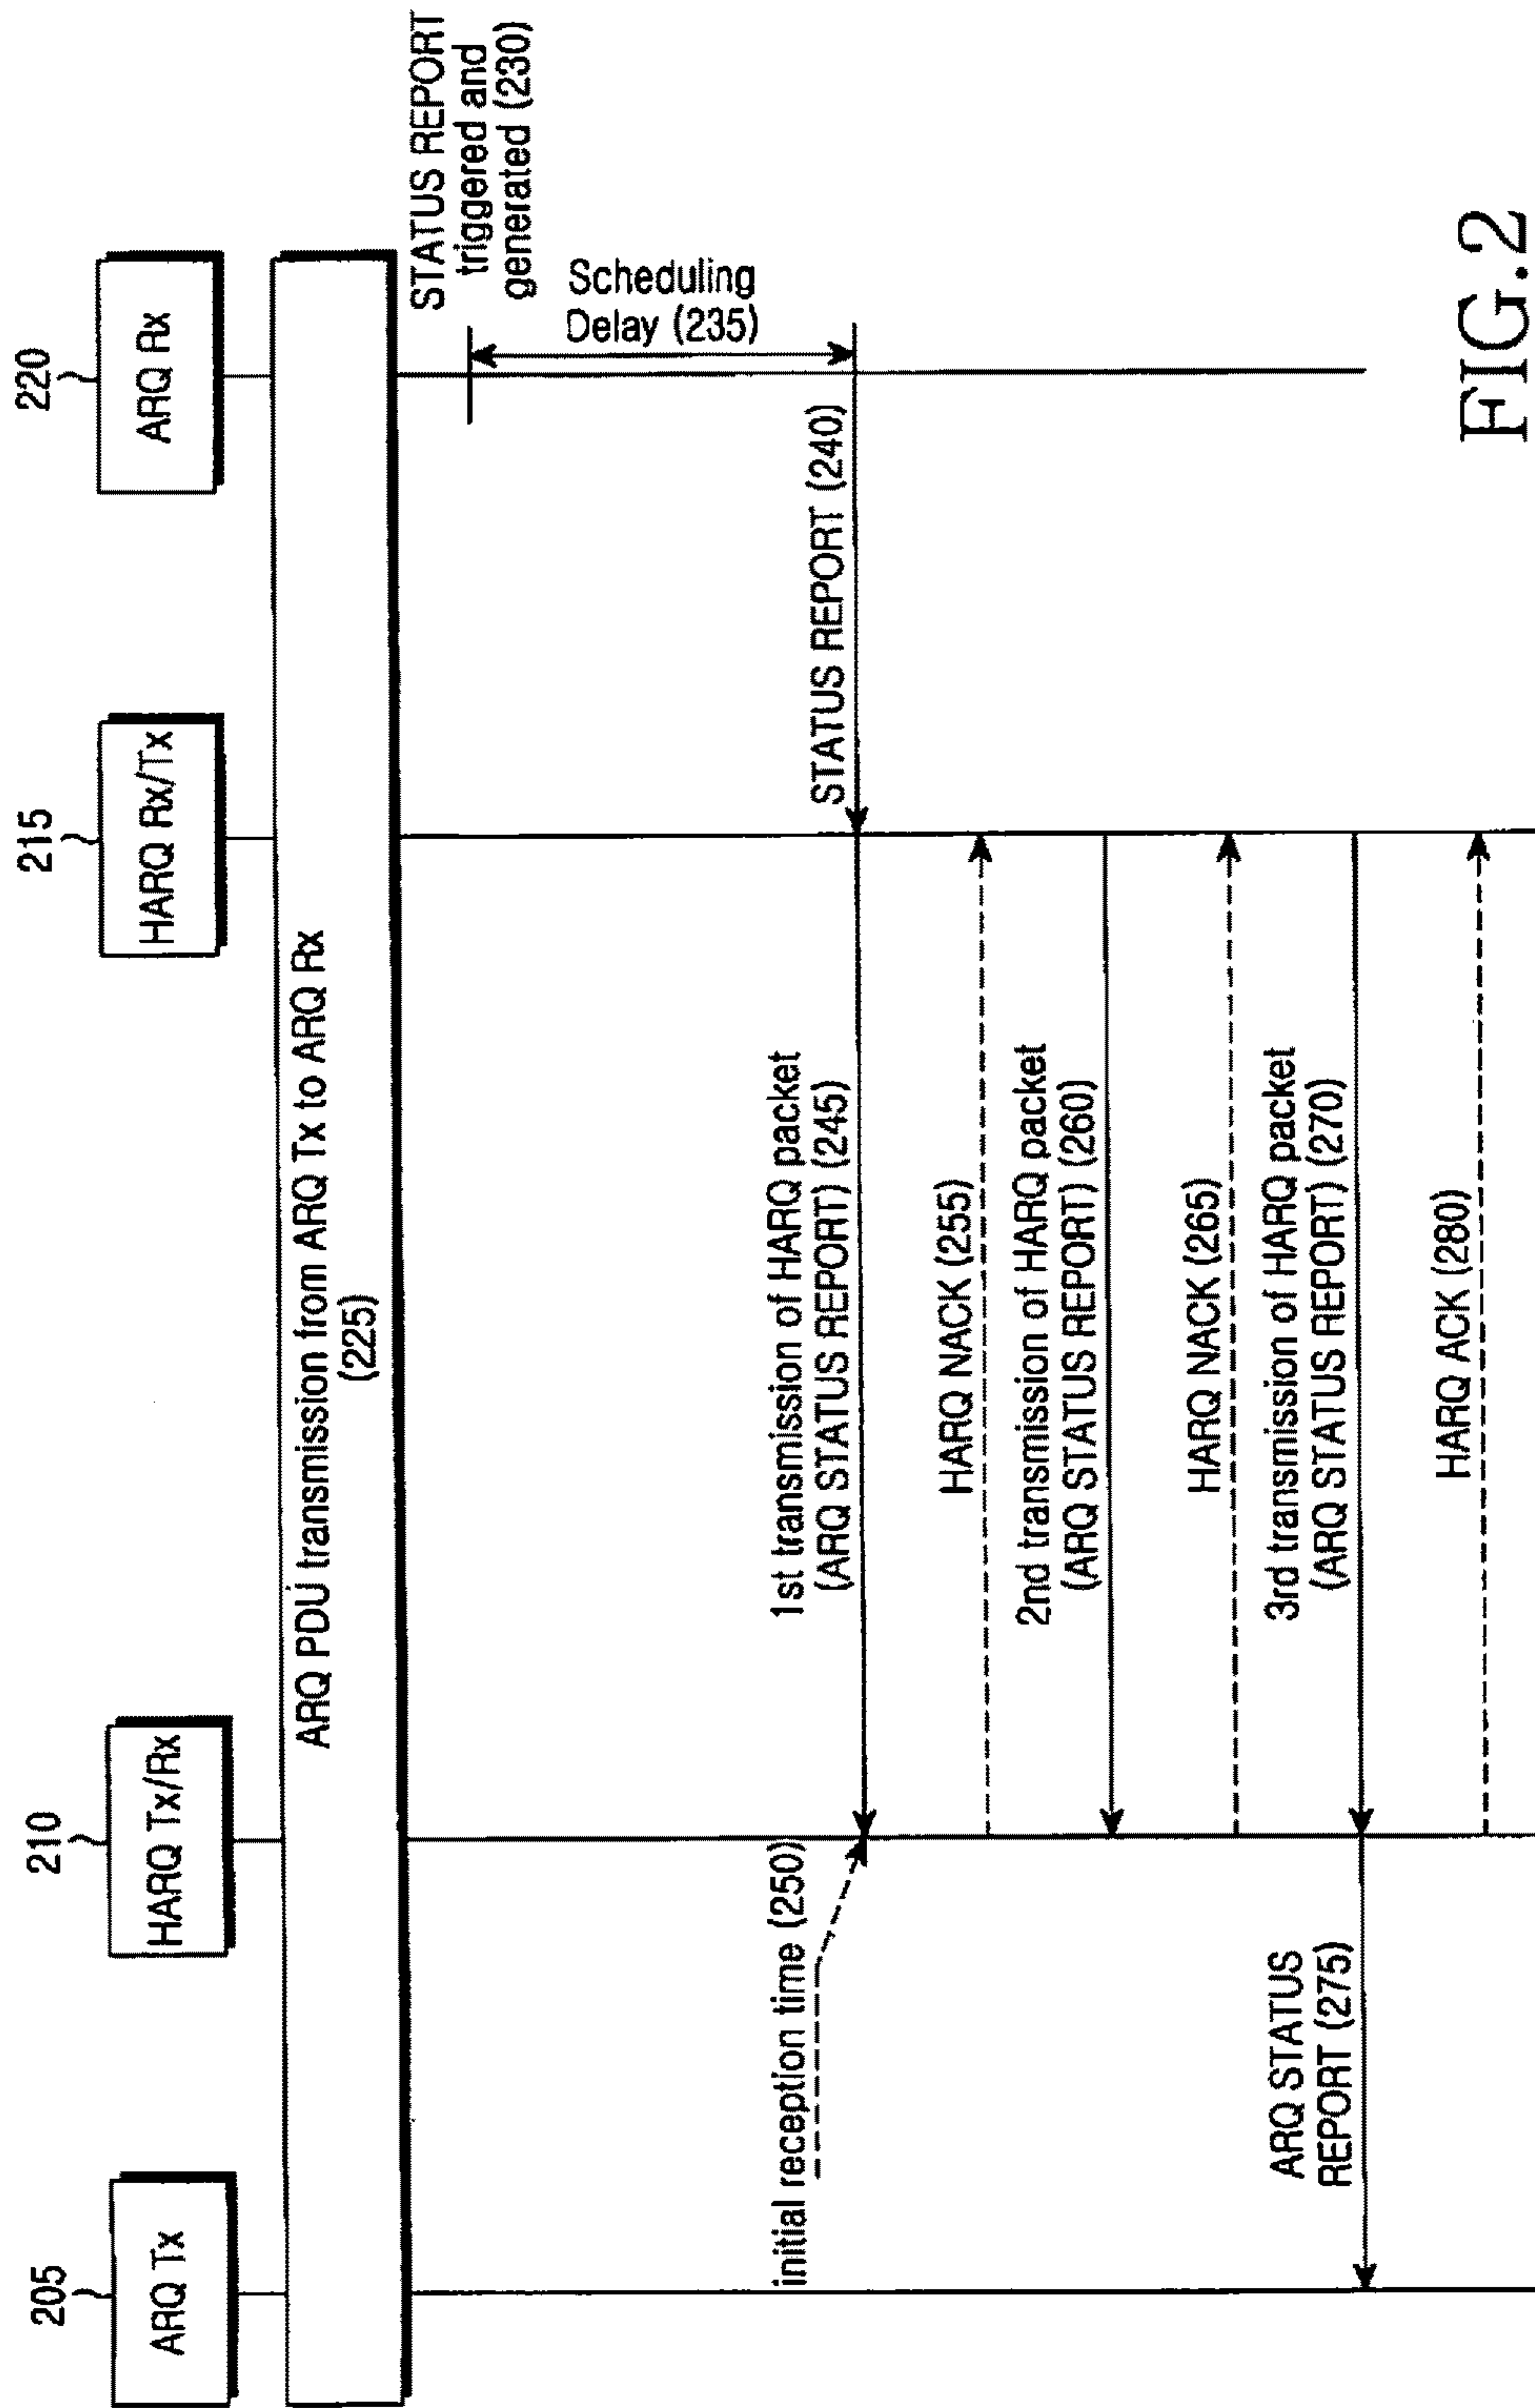 205
210
215
220
ARQ Tx
HARQ Tx/Rx
HARQ Rx/Tx
ARQ Rx
ARQ PDU transmission from ARQ Tx to ARQ Rx
(225)
STATUS REPORT
triggered and
generated (230)
Scheduling
Delay (235)
STATUS REPORT (240)
1st transmission of HARQ packet
(ARQ STATUS REPORT) (245)
initial reception time (250)
HARQ NACK (255)
2nd transmission of HARQ packet
(ARQ STATUS REPORT) (260)
HARQ NACK (265)
3rd transmission of HARQ packet
(ARQ STATUS REPORT) (270)
ARQ STATUS
REPORT (275)
HARQ ACK (280)
FIG.2